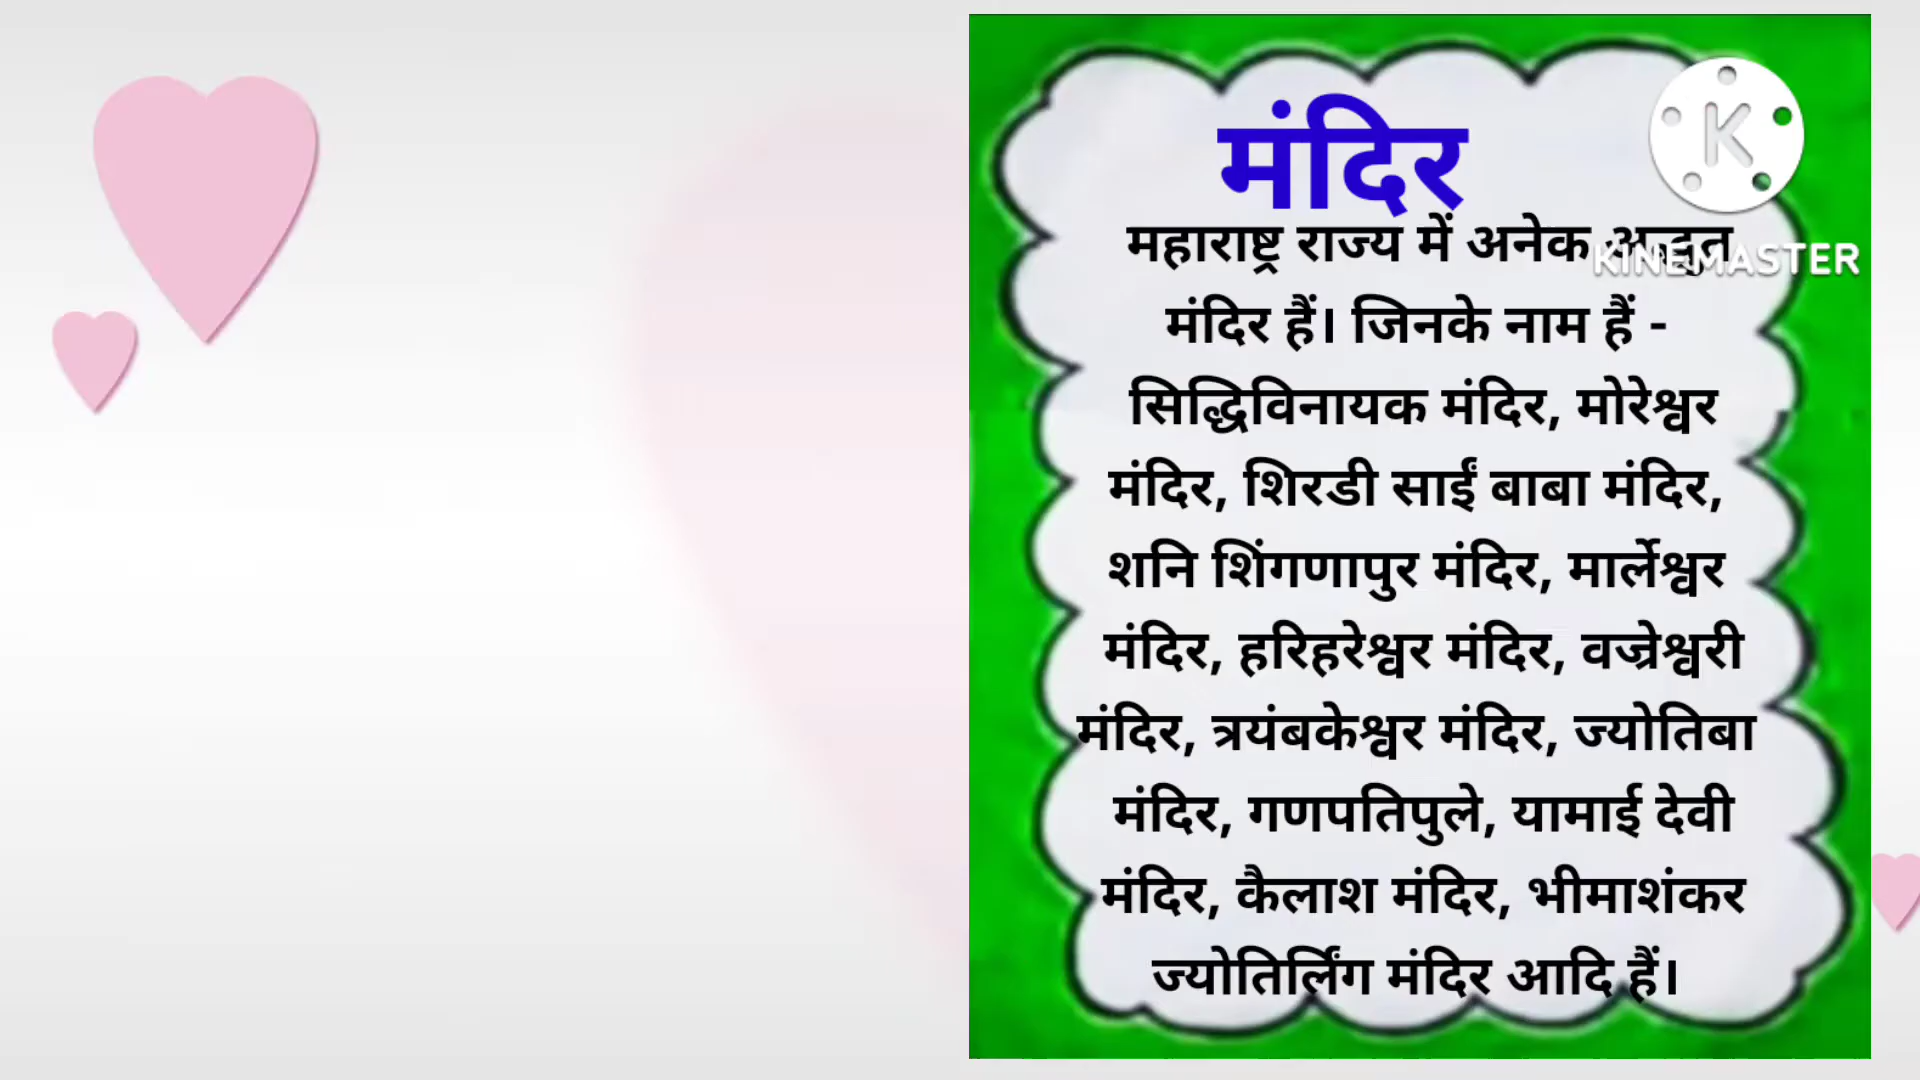 मंदिर
K
महाराष्ट्र राज्य में अनेक अद्भुत
KINEMASTER
मंदिर हैं। जिनके नाम हैं -
सिद्धिविनायक मंदिर, मोरेश्वर
मंदिर, शिरडी साईं बाबा मंदिर,
शनि शिंगणापुर मंदिर, मार्लेश्वर
मंदिर, हरिहरेश्वर मंदिर, वज्रेश्वरी
मंदिर, त्रयंबकेश्वर मंदिर, ज्योतिबा
मंदिर, गणपतिपुले, यामाई देवी
मंदिर, कैलाश मंदिर, भीमाशंकर
ज्योतिर्लिंग मंदिर आदि हैं।